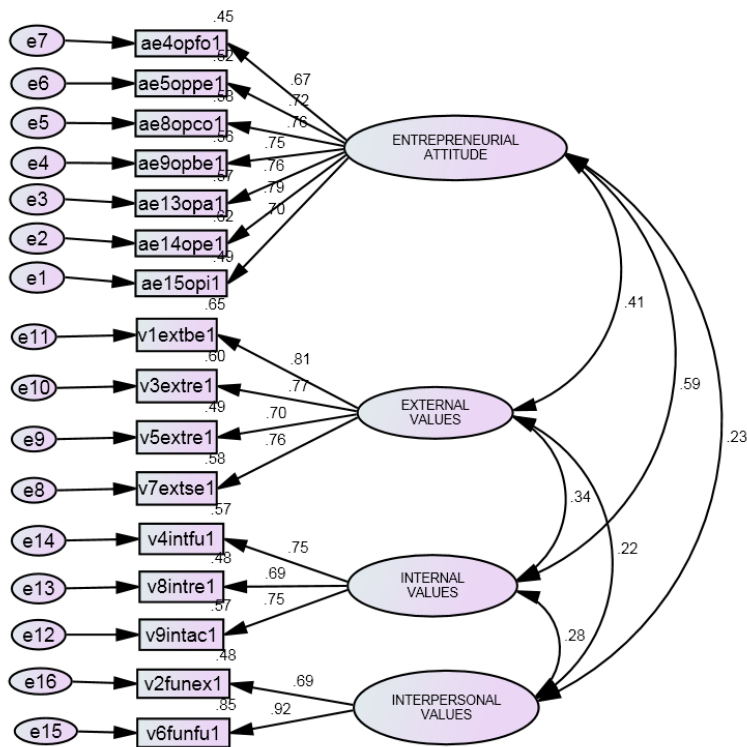 .45
e7
ae4opfo1
.67
.52
e6
ae5oppe1
.72
.58
e5
ae8opco1
.76
.56
e4
ae9opbe1
.75
.57
e3
ae13opa1
.76
.62
e2
ae14ope1
.79
.49
e1
ae15opi1
.70
ENTREPRENEURIAL
ATTITUDE
.65
e11
v1extbe1
.81
.60
e10
v3extre1
.77
.49
e9
v5extre1
.70
.58
e8
v7extse1
.76
EXTERNAL
VALUES
.57
e14
v4intfu1
.75
.48
e13
v8intre1
.69
.57
e12
v9intac1
.75
INTERNAL
VALUES
.48
e16
v2funex1
.69
.85
e15
v6funfu1
.92
INTERPERSONAL
VALUES
.41
.59
.23
.34
.22
.28